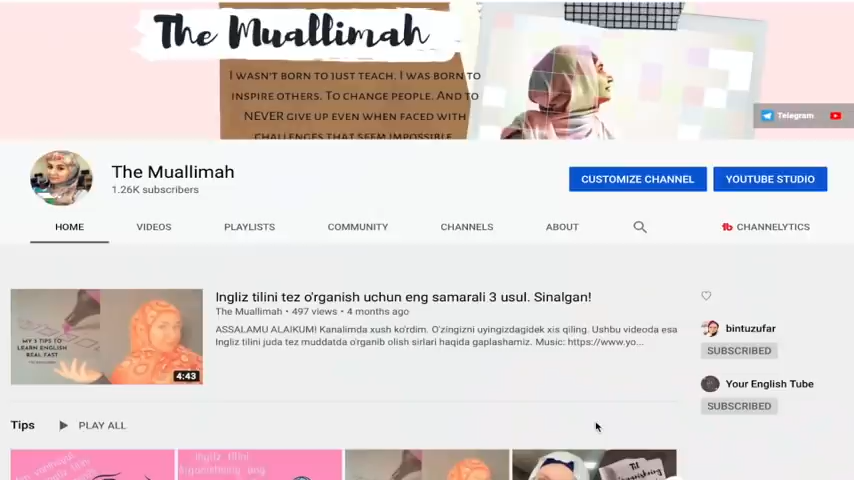 The Muallimah
I WASN'T BORN TO JUST TEACH. I WAS BORN TO
INSPIRE OTHERS. TO CHANGE PEOPLE. AND TO
NEVER GIVE UP EVEN WHEN FACED WITH
CHALLENGES THAT SEEM IMPOSSIBLE
Telegram
The Muallimah
1.26K subscribers
CUSTOMIZE CHANNEL
YOUTUBE STUDIO
HOME
VIDEOS
PLAYLISTS
COMMUNITY
CHANNELS
ABOUT
CHANNELYTICS
MY 3 TIPS TO
LEARN ENGLISH
REAL FAST
4:43
Ingliz tilini tez o'rganish uchun eng samarali 3 usul. Sinalgan!
The Muallimah • 497 views • 4 months ago
ASSALAMU ALAIKUM! Kanalimda xush ko'rdim. O'zingizni uyingizdagidek xis qiling. Ushbu videoda esa
Ingliz tilini juda tez muddatda o'rganib olish sirlari haqida gaplashamiz. Music: https://www.yo...
bintuzufar
SUBSCRIBED
Your English Tube
SUBSCRIBED
Tips
PLAY ALL
ingliz tilini
Til